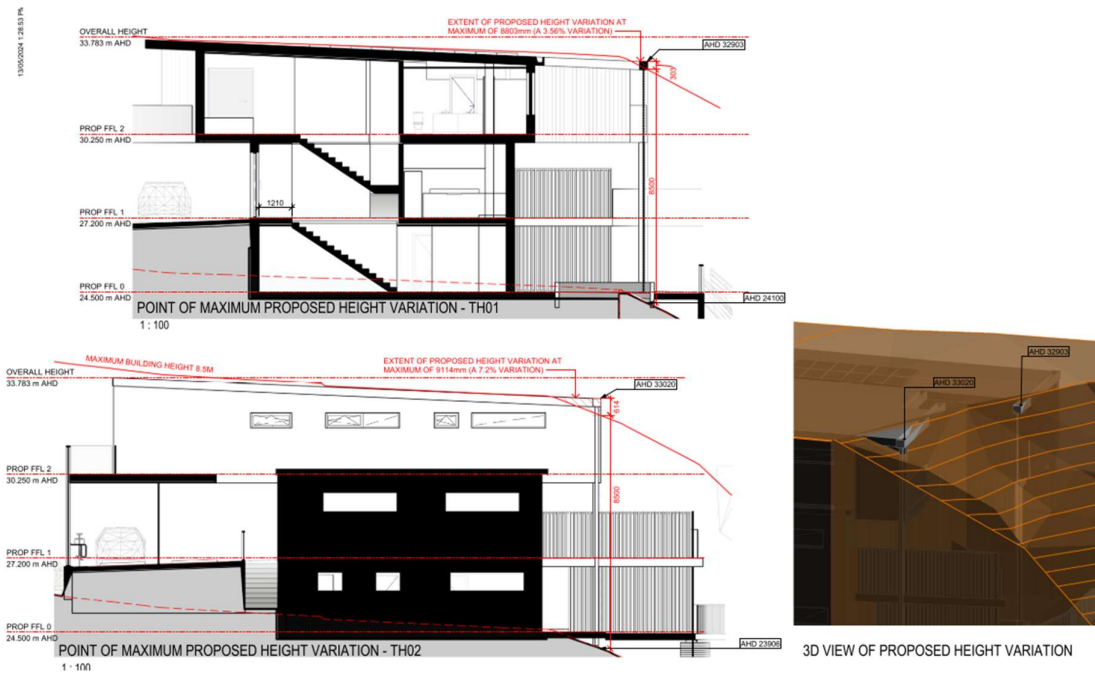 13/05/2024 1:28:53 PM
EXTENT OF PROPOSED HEIGHT VARIATION AT
MAXIMUM OF 8803mm (A 3.56% VARIATION)
OVERALL HEIGHT
33.783 m AHD
AHD 32903
303
PROP FFL 2
30.250 m AHD
8500
PROP FFL 1
27.200 m AHD
1210
PROP FFL 0
24.500 m AHD
AHD 24100
POINT OF MAXIMUM PROPOSED HEIGHT VARIATION - TH01
1 : 100
MAXIMUM BUILDING HEIGHT 8.5M
EXTENT OF PROPOSED HEIGHT VARIATION AT
MAXIMUM OF 9114mm (A 7.2% VARIATION)
OVERALL HEIGHT
33.783 m AHD
AHD 33020
614
PROP FFL 2
30.250 m AHD
8500
PROP FFL 1
27.200 m AHD
PROP FFL 0
24.500 m AHD
AHD 23906
POINT OF MAXIMUM PROPOSED HEIGHT VARIATION - TH02
1 : 100
AHD 32903
AHD 33020
3D VIEW OF PROPOSED HEIGHT VARIATION